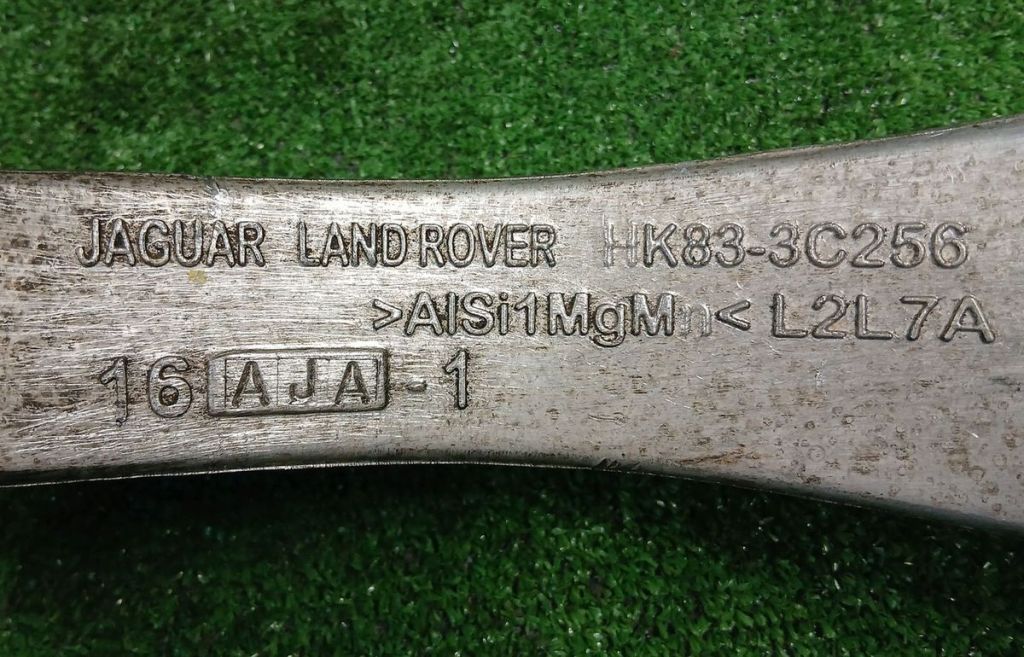 JAGUAR LAND ROVER HK83-3C256
>AlSi1MgMn< L2L7A
16 AJA -1